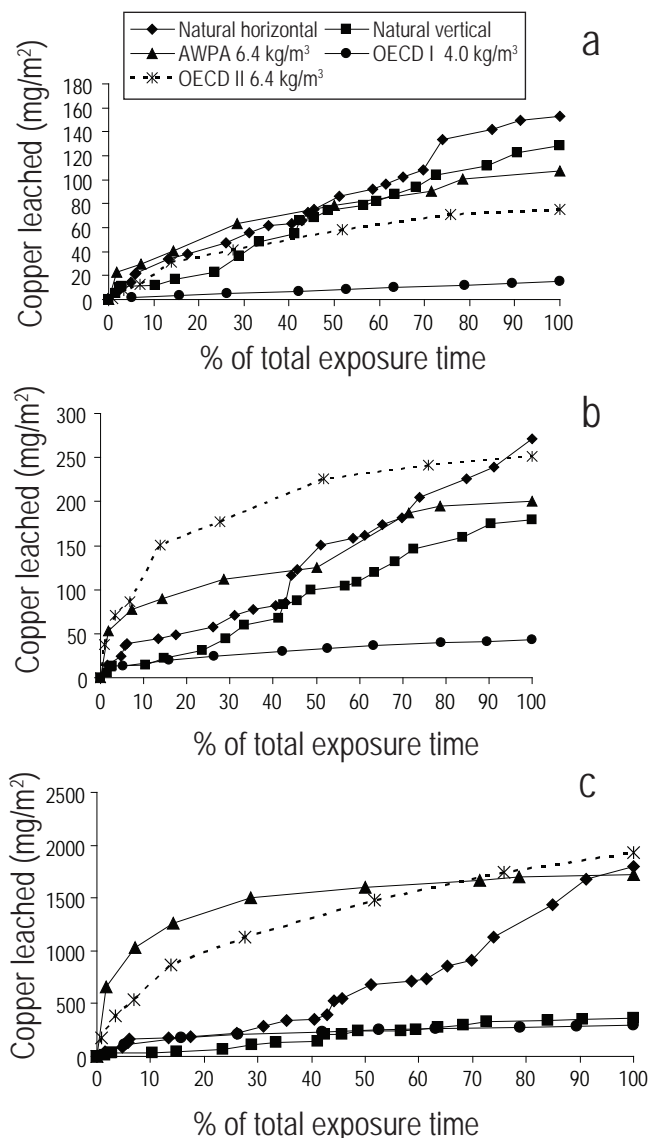 Natural horizontal Natural vertical
AWPA 6.4 kg/m³ OECD I 4.0 kg/m³
OECD II 6.4 kg/m³
a
Copper leached (mg/m²)
180
160
140
120
100
80
60
40
20
0
0 10 20 30 40 50 60 70 80 90 100
% of total exposure time
b
Copper leached (mg/m²)
300
250
200
150
100
50
0
0 10 20 30 40 50 60 70 80 90 100
% of total exposure time
c
Copper leached (mg/m²)
2500
2000
1500
1000
500
0
0 10 20 30 40 50 60 70 80 90 100
% of total exposure time